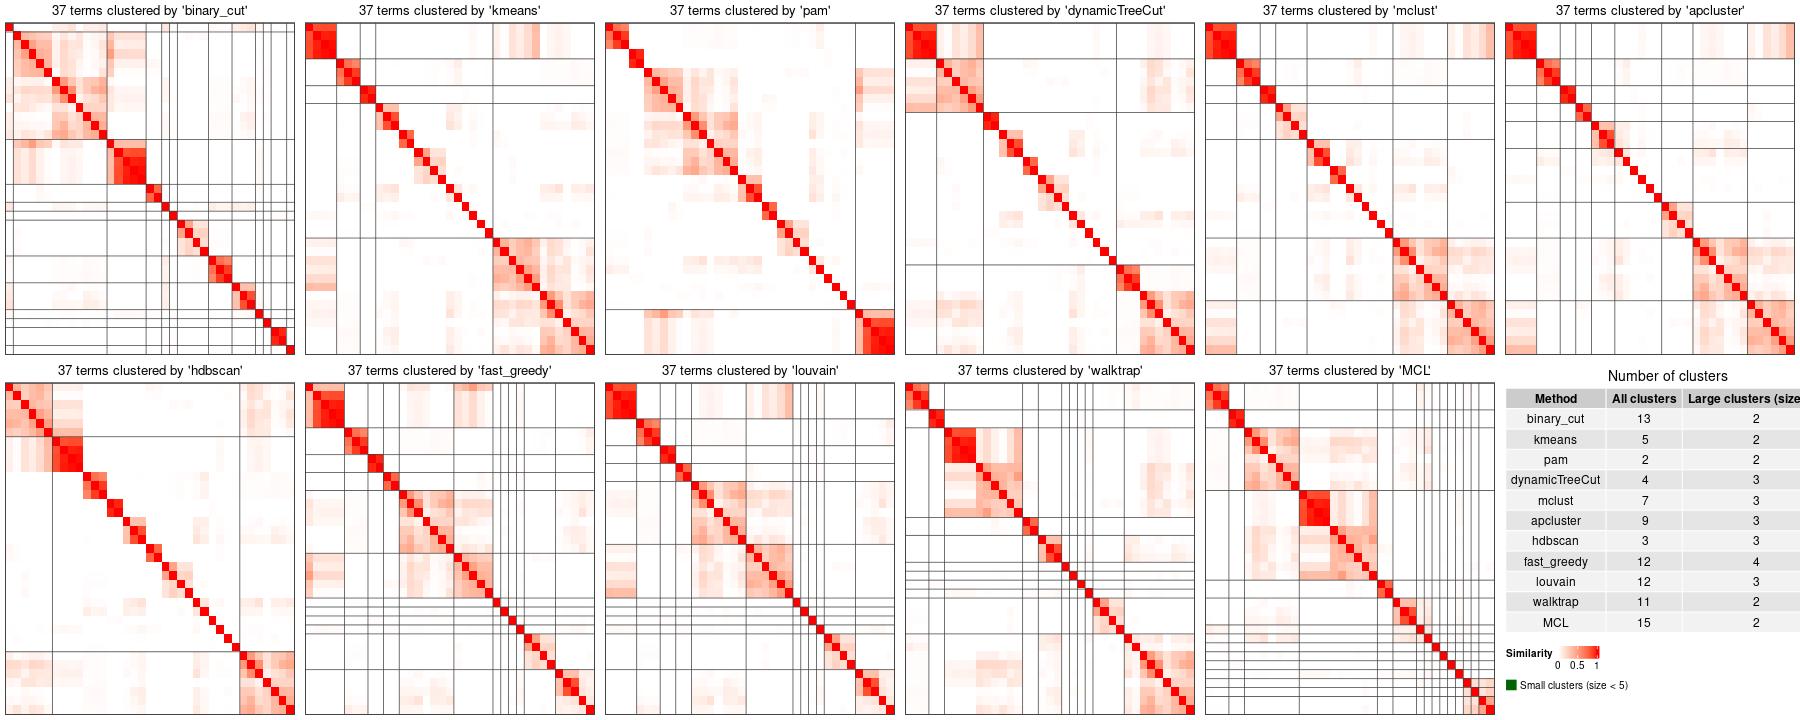 37 terms clustered by 'binary_cut'
37 terms clustered by 'kmeans'
37 terms clustered by 'pam'
37 terms clustered by 'dynamicTreeCut'
37 terms clustered by 'mclust'
37 terms clustered by 'apcluster'
37 terms clustered by 'hdbscan'
37 terms clustered by 'fast_greedy'
37 terms clustered by 'louvain'
37 terms clustered by 'walktrap'
37 terms clustered by 'MCL'
Number of clusters
Method All clusters Large clusters (size
binary_cut 13 2
kmeans 5 2
pam 2 2
dynamicTreeCut 4 3
mclust 7 3
apcluster 9 3
hdbscan 3 3
fast_greedy 12 4
louvain 12 3
walktrap 11 2
MCL 15 2
Similarity
0 0.5 1
Small clusters (size < 5)